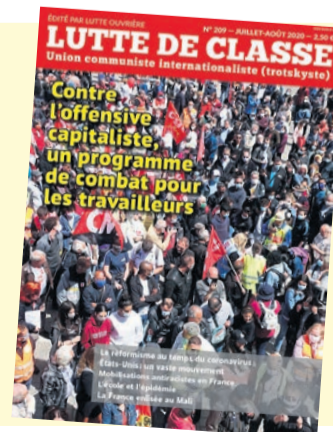 ÉDITÉ PAR LUTTE OUVRIÈRE
N° 209 – JUILLET-AOÛT 2020 – 2,50 €
LUTTE DE CLASSE
Union communiste internationaliste (trotskyste)
Contre
l'offensive
capitaliste,
un programme
de combat pour
les travailleurs
Le réformisme au temps du coronavirus
États-Unis : un vaste mouvement
Mobilisations antiracistes en France
L'école et l'épidémie
La France enlisée au Mali